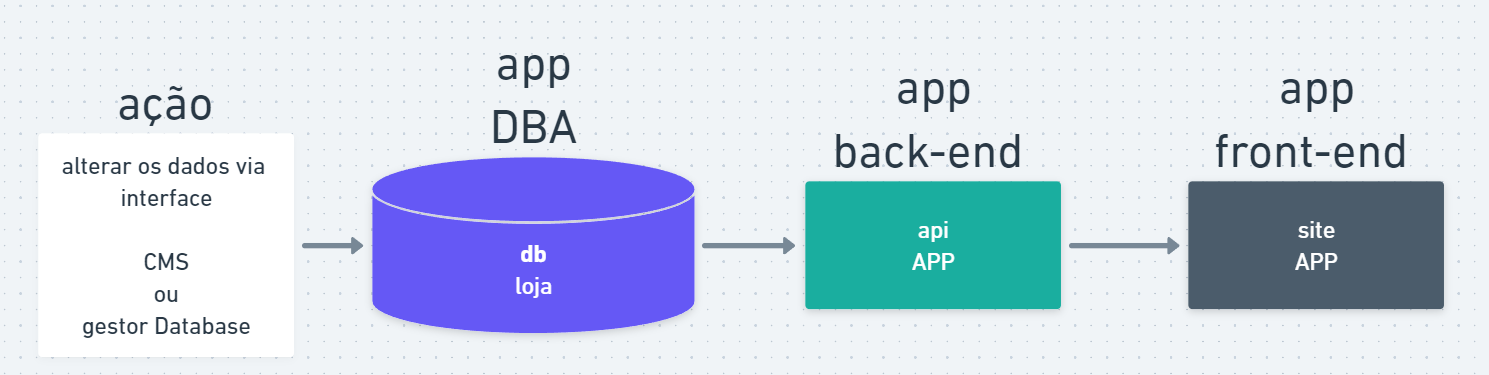 ação
alterar os dados via
interface
CMS
ou
gestor Database
app
DBA
db
loja
app
back-end
api
APP
app
front-end
site
APP